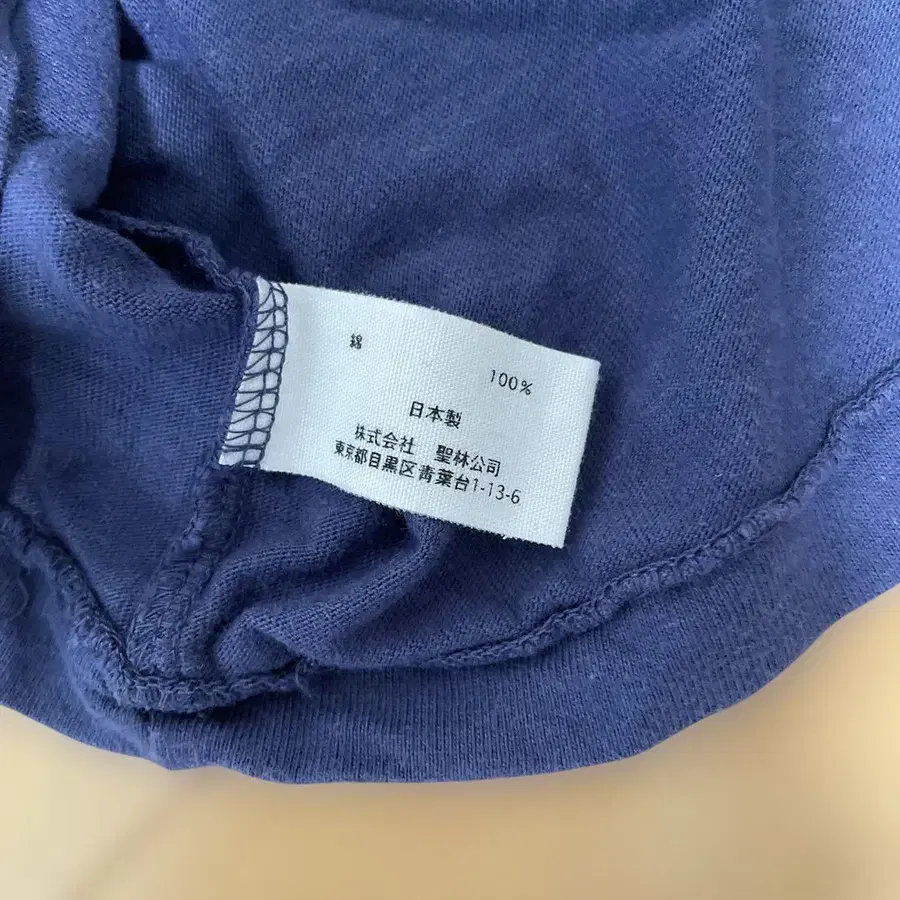 綿
100%
日本製
株式会社 聖林公司
東京都目黒区青葉台1-13-6